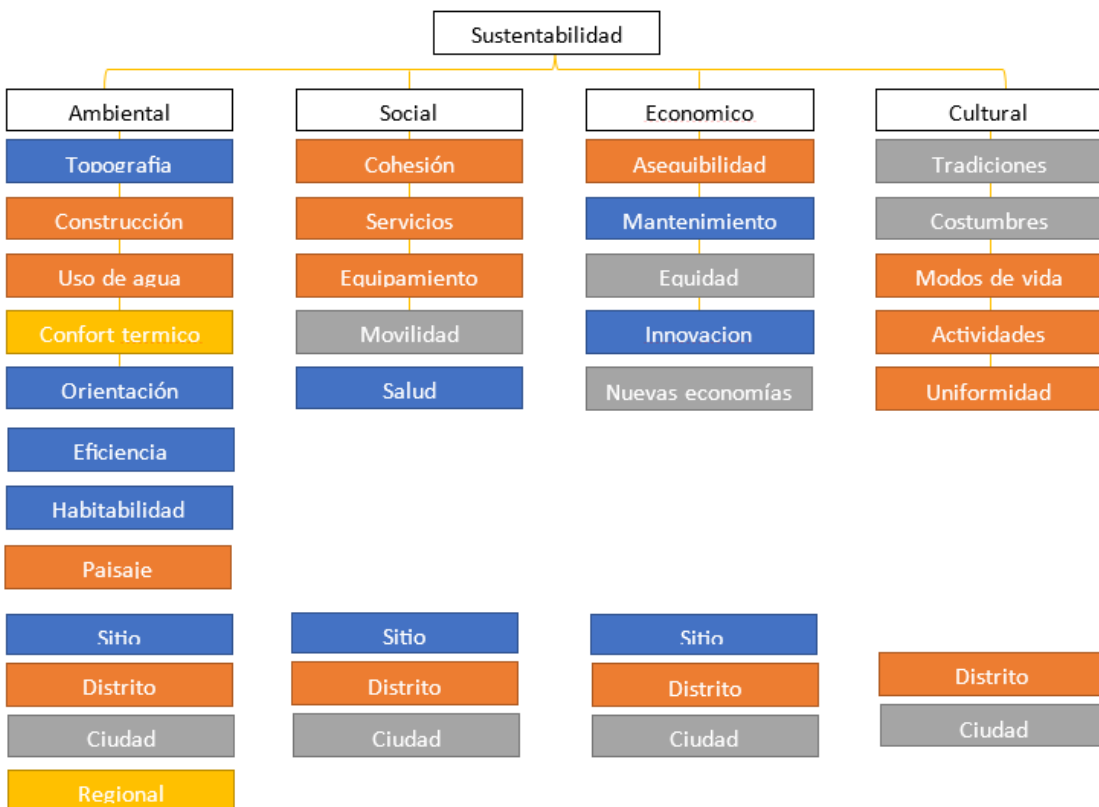 Sustentabilidad
Ambiental
Social
Economico
Cultural
Topografia
Cohesión
Asequibilidad
Tradiciones
Construcción
Servicios
Mantenimiento
Costumbres
Uso de agua
Equipamiento
Equidad
Modos de vida
Confort termico
Movilidad
Innovacion
Actividades
Orientación
Salud
Nuevas economías
Uniformidad
Eficiencia
Habitabilidad
Paisaje
Sitio
Sitio
Sitio
Distrito
Distrito
Distrito
Distrito
Ciudad
Ciudad
Ciudad
Ciudad
Regional